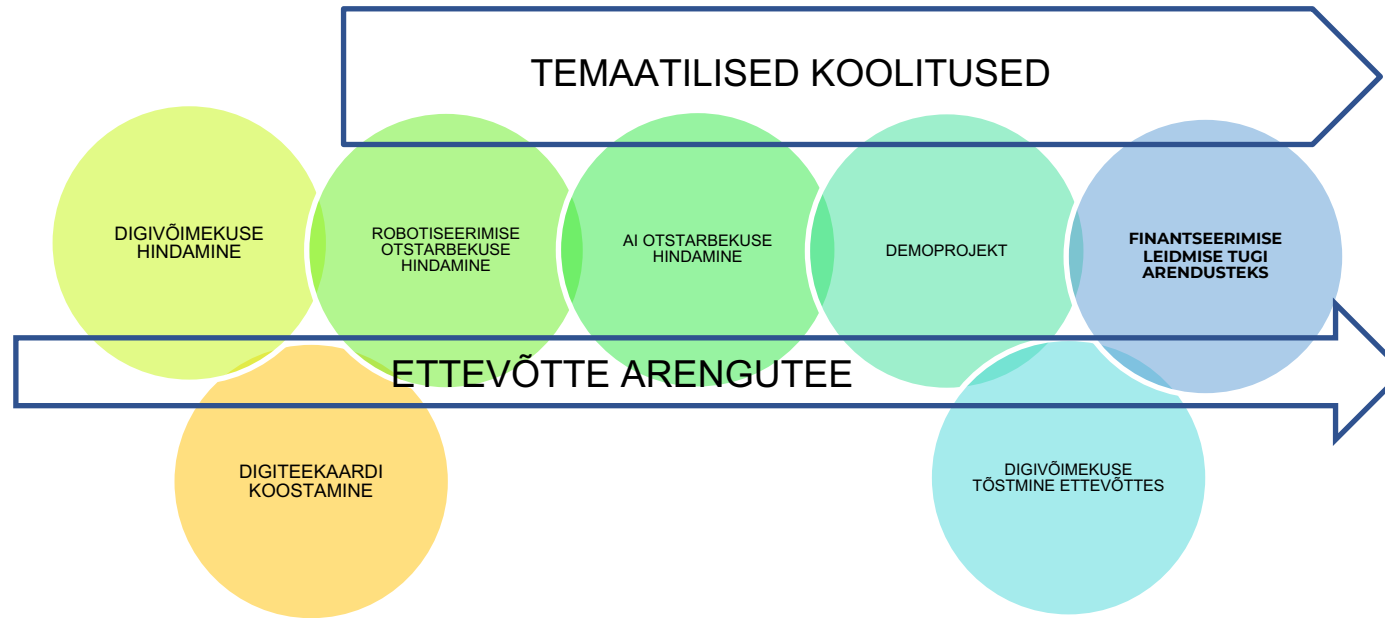 TEMAATILISED KOOLITUSED
DIGIVÕIMEKUSE
HINDAMINE
ROBOTISEERIMISE
OTSTARBEKUSE
HINDAMINE
AI OTSTARBEKUSE
HINDAMINE
DEMOPROJEKT
FINANTSEERIMISE
LEIDMISE TUGI
ARENDUSTEKS
ETTEVÕTTE ARENGUTEE
DIGITEEKAARDI
KOOSTAMINE
DIGIVÕIMEKUSE
TÕSTMINE ETTEVÕTTES